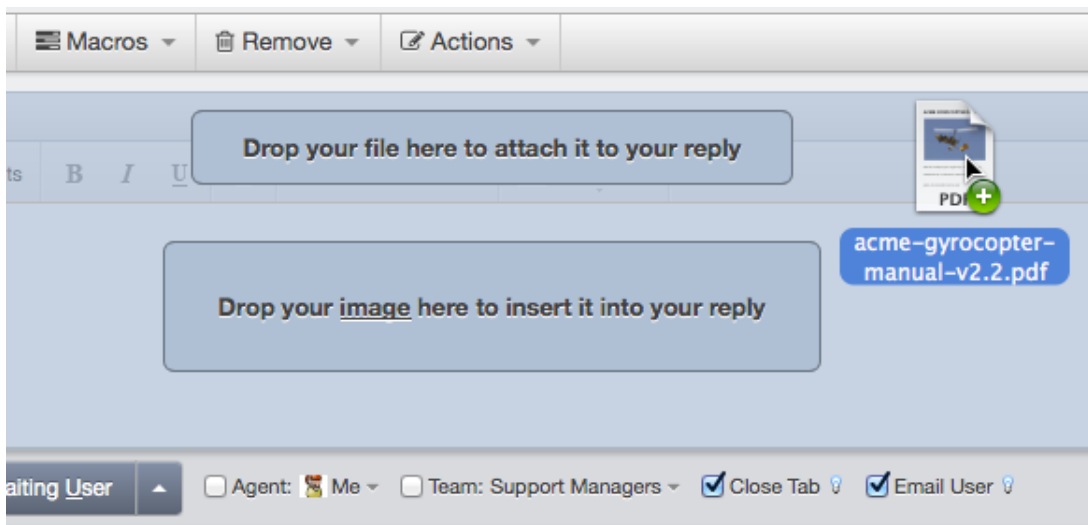 Macros Remove Actions
Drop your file here to attach it to your reply
ts B I U
PDF
acme-gyrocopter-
manual-v2.2.pdf
Drop your image here to insert it into your reply
aiting User Agent: Me Team: Support Managers Close Tab Email User